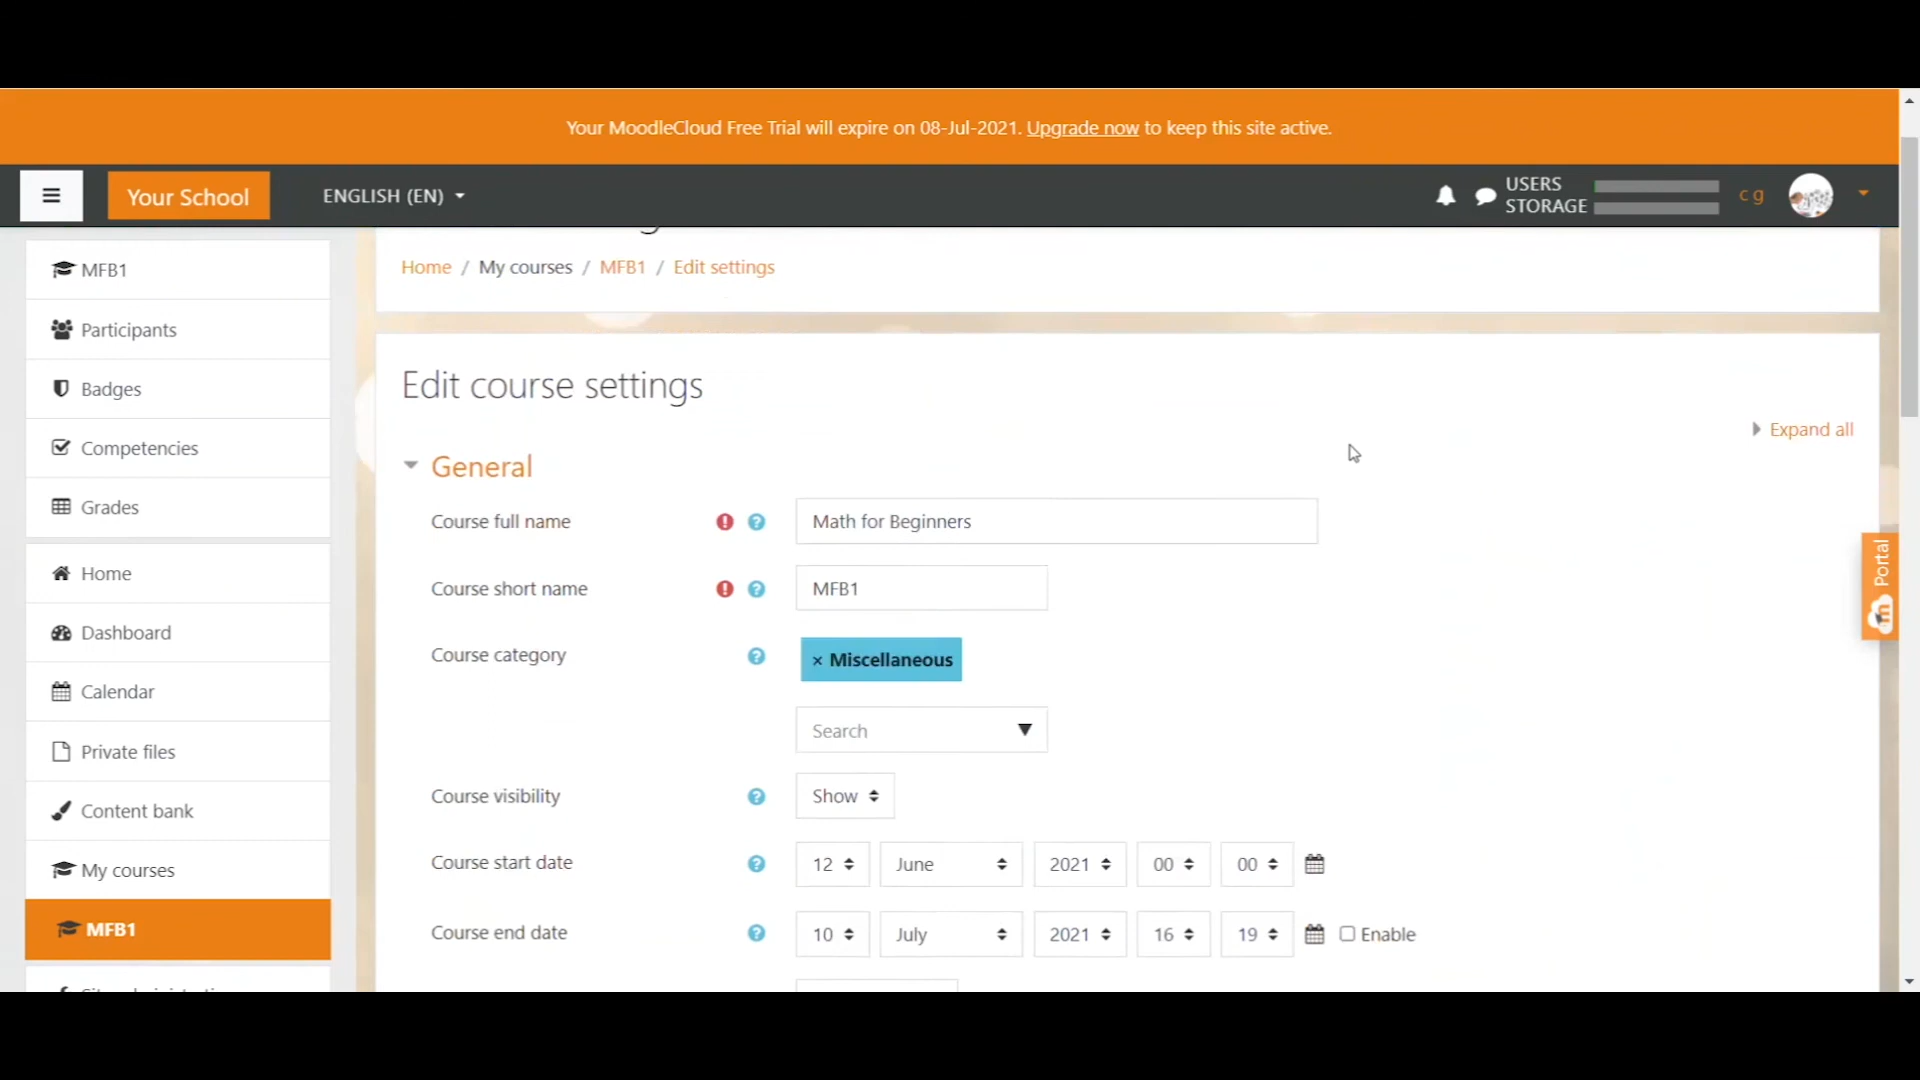 Your MoodleCloud Free Trial will expire on 08-Jul-2021. Upgrade now to keep this site active.
Your School
ENGLISH (EN)
USERS
STORAGE
c g
MFB1
Participants
Badges
Competencies
Grades
Home
Dashboard
Calendar
Private files
Content bank
My courses
MFB1
Home / My courses / MFB1 / Edit settings
Edit course settings
Expand all
General
Course full name
Math for Beginners
Course short name
MFB1
Course category
× Miscellaneous
Search
Course visibility
Show
Course start date
12 June 2021 00 00
Course end date
10 July 2021 16 19 Enable
Portal